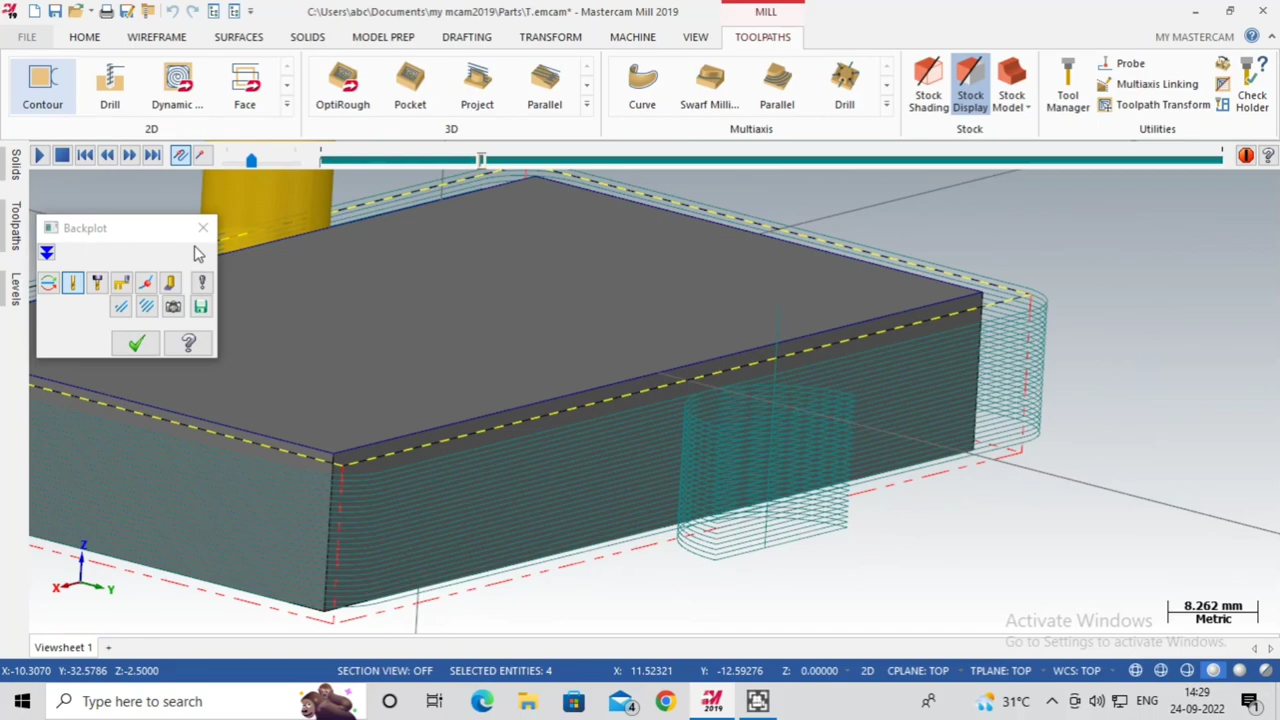 C:\Users\abc\Documents\my mcam2019\Parts\T.emcam* - Mastercam Mill 2019
MILL
FILE
HOME
WIREFRAME
SURFACES
SOLIDS
MODEL PREP
DRAFTING
TRANSFORM
MACHINE
VIEW
TOOLPATHS
MY MASTERCAM
Contour
Drill
Dynamic ...
Face
OptiRough
Pocket
Project
Parallel
Curve
Swarf Milli...
Parallel
Drill
Stock Shading
Stock Display
Stock Model
Tool Manager
Probe
Multiaxis Linking
Toolpath Transform
Check Holder
2D
3D
Multiaxis
Stock
Utilities
Solids
Toolpaths
Levels
Backplot
Z
X
Y
8.262 mm
Metric
Activate Windows
Go to Settings to activate Windows.
Viewsheet 1
+
X:-10.3070 Y:-32.5786 Z:-2.5000
SECTION VIEW: OFF
SELECTED ENTITIES: 4
X: 11.52321
Y: -12.59276
Z: 0.00000
2D
CPLANE: TOP
TPLANE: TOP
WCS: TOP
Type here to search
4
2019
31°C
ENG
14:29
24-09-2022
1